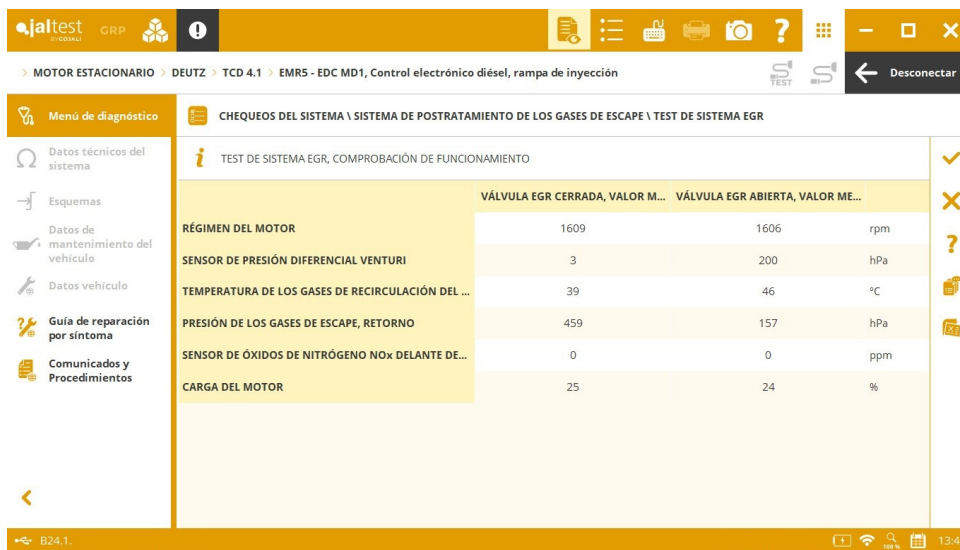 jaltest GRP
BY COJALI
> MOTOR ESTACIONARIO > DEUTZ > TCD 4.1 > EMR5 - EDC MD1, Control electrónico diésel, rampa de inyección
TEST
Desconectar
Menú de diagnóstico
CHEQUEOS DEL SISTEMA \ SISTEMA DE POSTRATAMIENTO DE LOS GASES DE ESCAPE \ TEST DE SISTEMA EGR
Datos técnicos del
sistema
Esquemas
Datos de
mantenimiento del
vehículo
Datos vehículo
Guía de reparación
por síntoma
Comunicados y
Procedimientos
TEST DE SISTEMA EGR, COMPROBACIÓN DE FUNCIONAMIENTO
VÁLVULA EGR CERRADA, VALOR M... VÁLVULA EGR ABIERTA, VALOR ME...
RÉGIMEN DEL MOTOR 1609 1606 rpm
SENSOR DE PRESIÓN DIFERENCIAL VENTURI 3 200 hPa
TEMPERATURA DE LOS GASES DE RECIRCULACIÓN DEL ... 39 46 °C
PRESIÓN DE LOS GASES DE ESCAPE, RETORNO 459 157 hPa
SENSOR DE ÓXIDOS DE NITRÓGENO NOx DELANTE DE... 0 0 ppm
CARGA DEL MOTOR 25 24 %
B24.1. 100 % 13:4